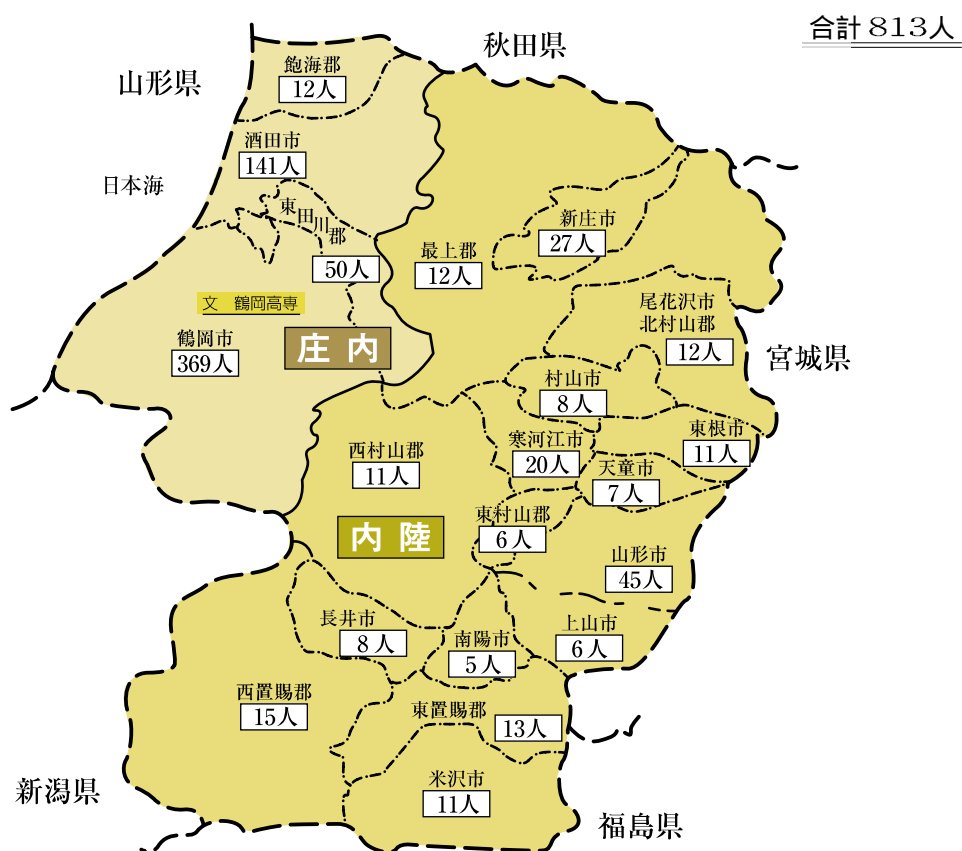 合計 813人
秋田県
山形県
飽海郡
12人
酒田市
141人
日本海
東田川郡
50人
新庄市
27人
最上郡
12人
文 鶴岡高専
尾花沢市
北村山郡
12人
鶴岡市
369人
庄 内
宮城県
村山市
8人
東根市
11人
寒河江市
20人
西村山郡
11人
天童市
7人
東村山郡
6人
内 陸
山形市
45人
長井市
8人
南陽市
5人
上山市
6人
西置賜郡
15人
東置賜郡
13人
米沢市
11人
新潟県
福島県